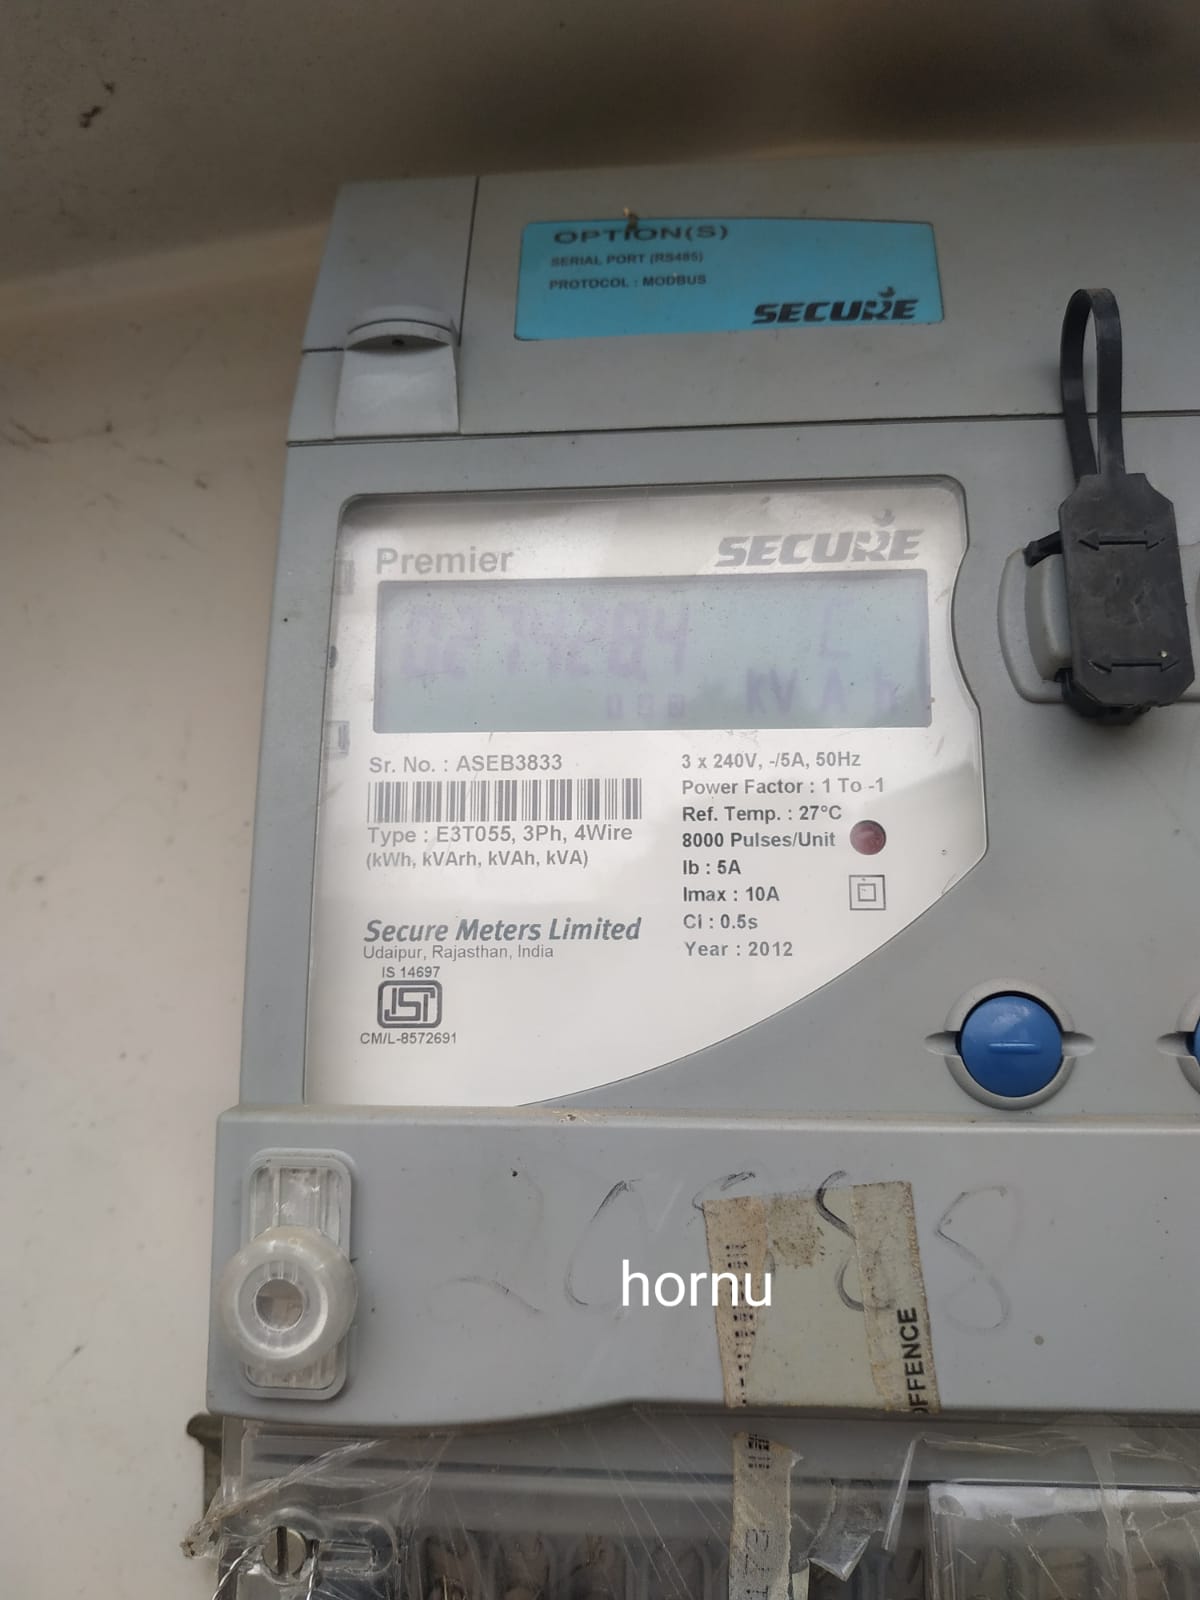 OPTION(S)
SERIAL PORT (RS485)
PROTOCOL : MODBUS
SECURE
Premier
SECURE
C
kVAh
Sr. No. : ASEB3833
Type : E3T055, 3Ph, 4Wire
(kWh, kVArh, kVAh, kVA)
3 x 240V, -/5A, 50Hz
Power Factor : 1 To -1
Ref. Temp. : 27°C
8000 Pulses/Unit
Ib : 5A
Imax : 10A
Cl : 0.5s
Year : 2012
Secure Meters Limited
Udaipur, Rajasthan, India
IS 14697
ISI
CM/L-8572691
hornu
OFFENCE